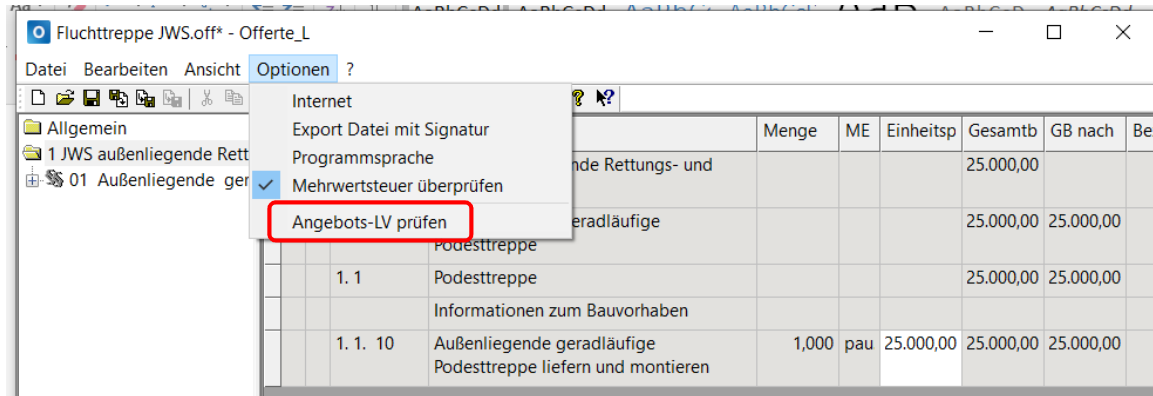 Fluchttreppe JWS.off* - Offerte_L
Datei Bearbeiten Ansicht Optionen ?
Internet
Export Datei mit Signatur
Programmsprache
Mehrwertsteuer überprüfen
Angebots-LV prüfen
Allgemein
1 JWS außenliegende Rett
01 Außenliegende ger
Menge ME Einheitsp Gesamtb GB nach Be
nde Rettungs- und 25.000,00
eradläufige 25.000,00 25.000,00
Podesttreppe
1. 1 Podesttreppe 25.000,00 25.000,00
Informationen zum Bauvorhaben
1. 1. 10 Außenliegende geradläufige 1,000 pau 25.000,00 25.000,00 25.000,00
Podesttreppe liefern und montieren